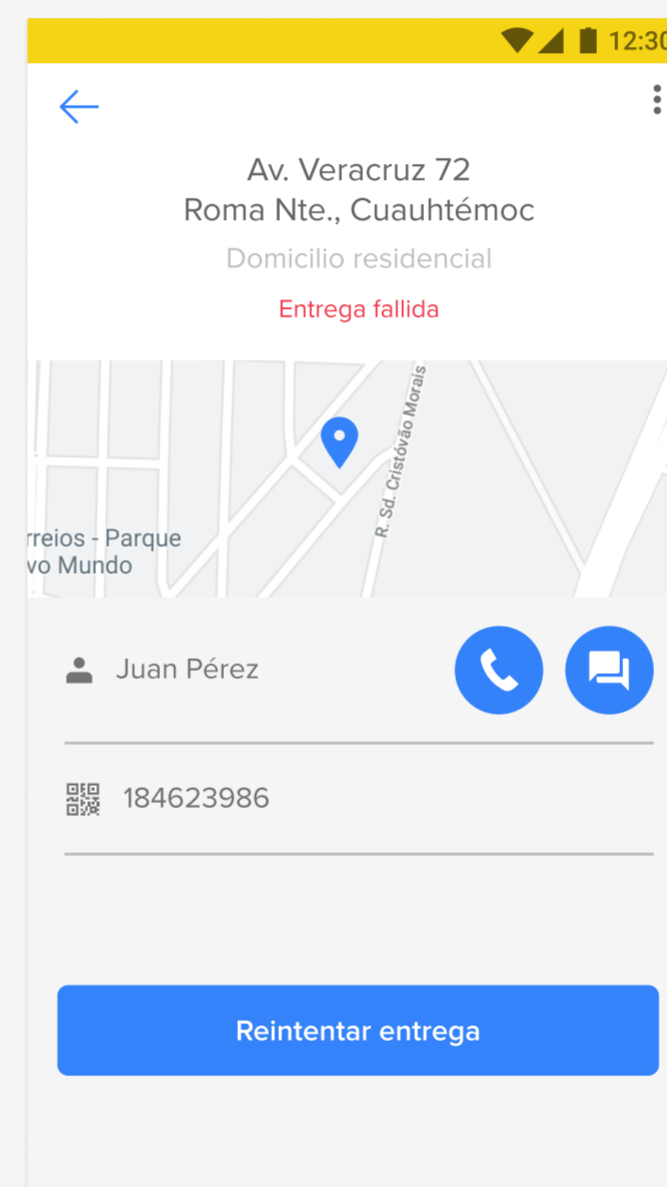 12:30
Av. Veracruz 72
Roma Nte., Cuauhtémoc
Domicilio residencial
Entrega fallida
R. Sd. Cristóvão Morais
rreios - Parque
vo Mundo
Juan Pérez
184623986
Reintentar entrega